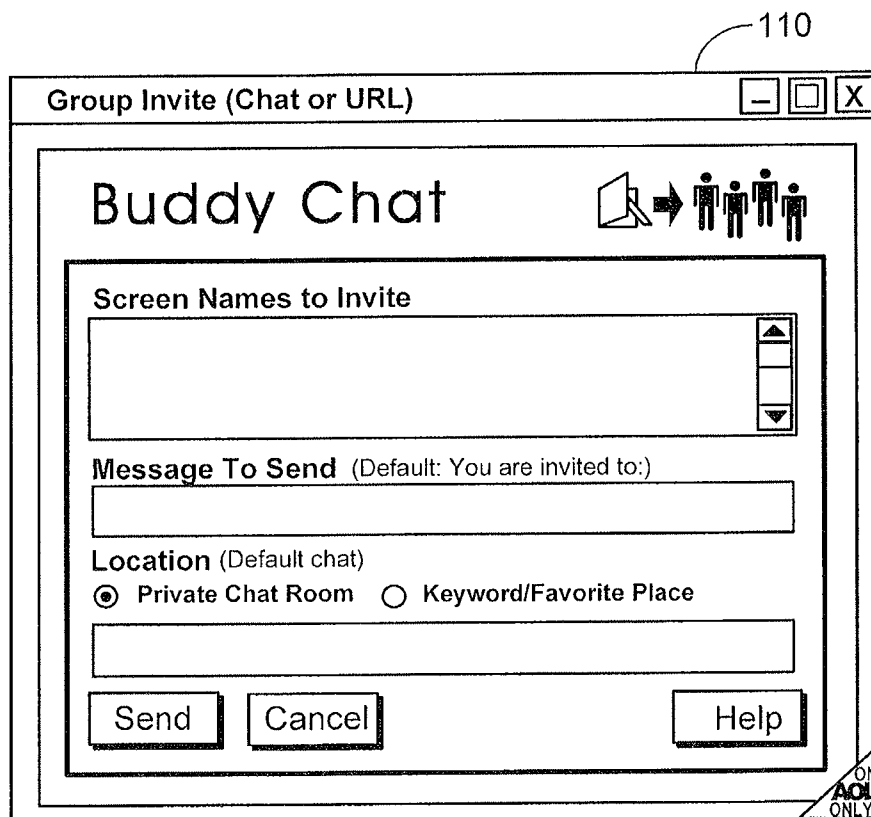 110
Group Invite (Chat or URL)
X
Buddy Chat
Screen Names to Invite
Message To Send (Default: You are invited to:)
Location (Default chat)
Private Chat Room Keyword/Favorite Place
Send Cancel Help
AOL
ONLY